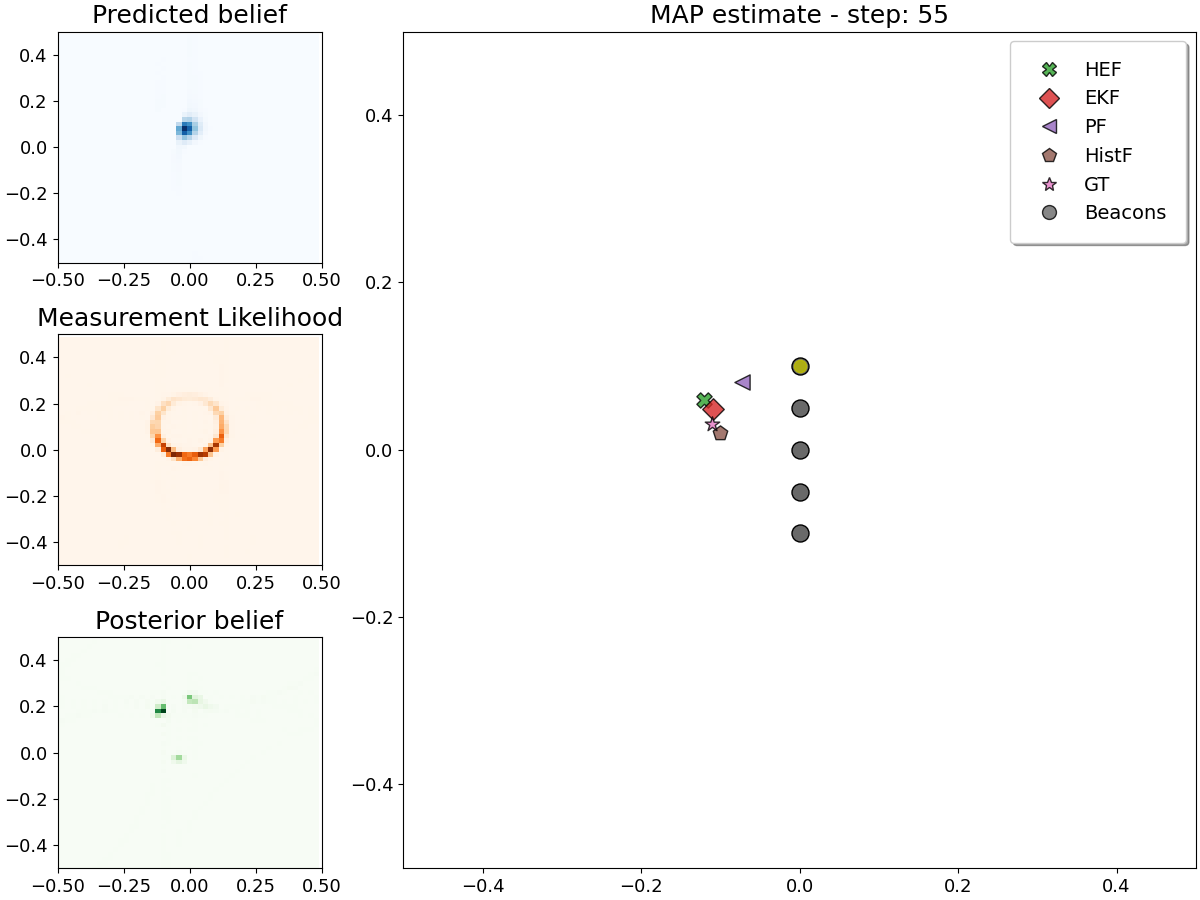 Predicted belief
0.4
0.2
0.0
−0.2
−0.4
−0.50 −0.25 0.00 0.25 0.50
Measurement Likelihood
0.4
0.2
0.0
−0.2
−0.4
−0.50 −0.25 0.00 0.25 0.50
Posterior belief
0.4
0.2
0.0
−0.2
−0.4
−0.50 −0.25 0.00 0.25 0.50
MAP estimate - step: 55
HEF
EKF
PF
HistF
GT
Beacons
0.4
0.2
0.0
−0.2
−0.4
−0.4 −0.2 0.0 0.2 0.4